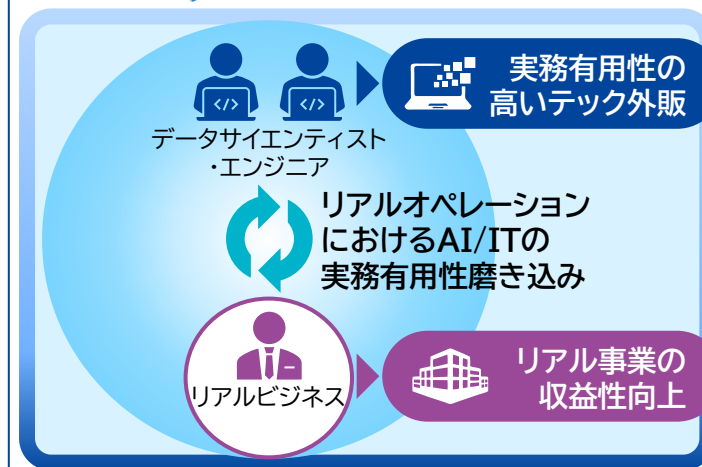 </>
</>
実務有用性の
高いテック外販
データサイエンティスト
・エンジニア
リアルオペレーション
におけるAI/ITの
実務有用性磨き込み
リアルビジネス
リアル事業の
収益性向上